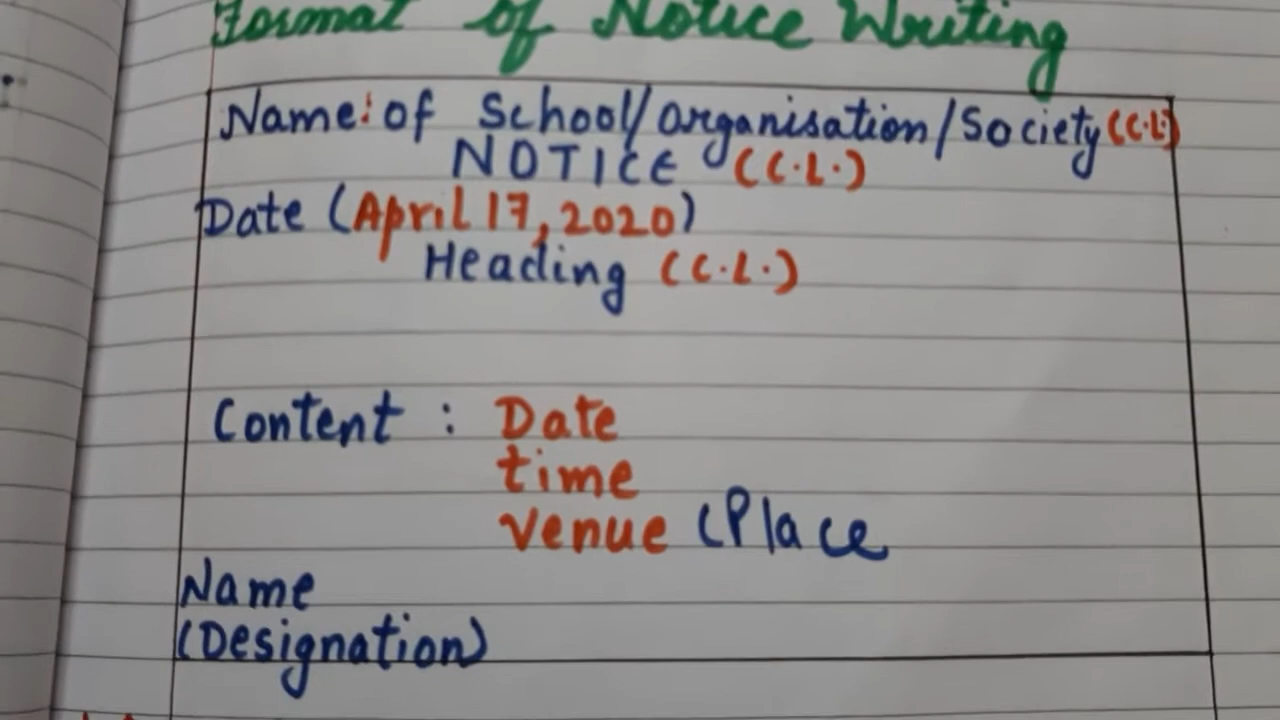 Format of Notice Writing
Name: of School/Organisation/Society (C.L.)
NOTICE (C.L.)
Date (April 17, 2020)
Heading (C.L.)
Content : Date
time
Venue (Place
Name
(Designation)